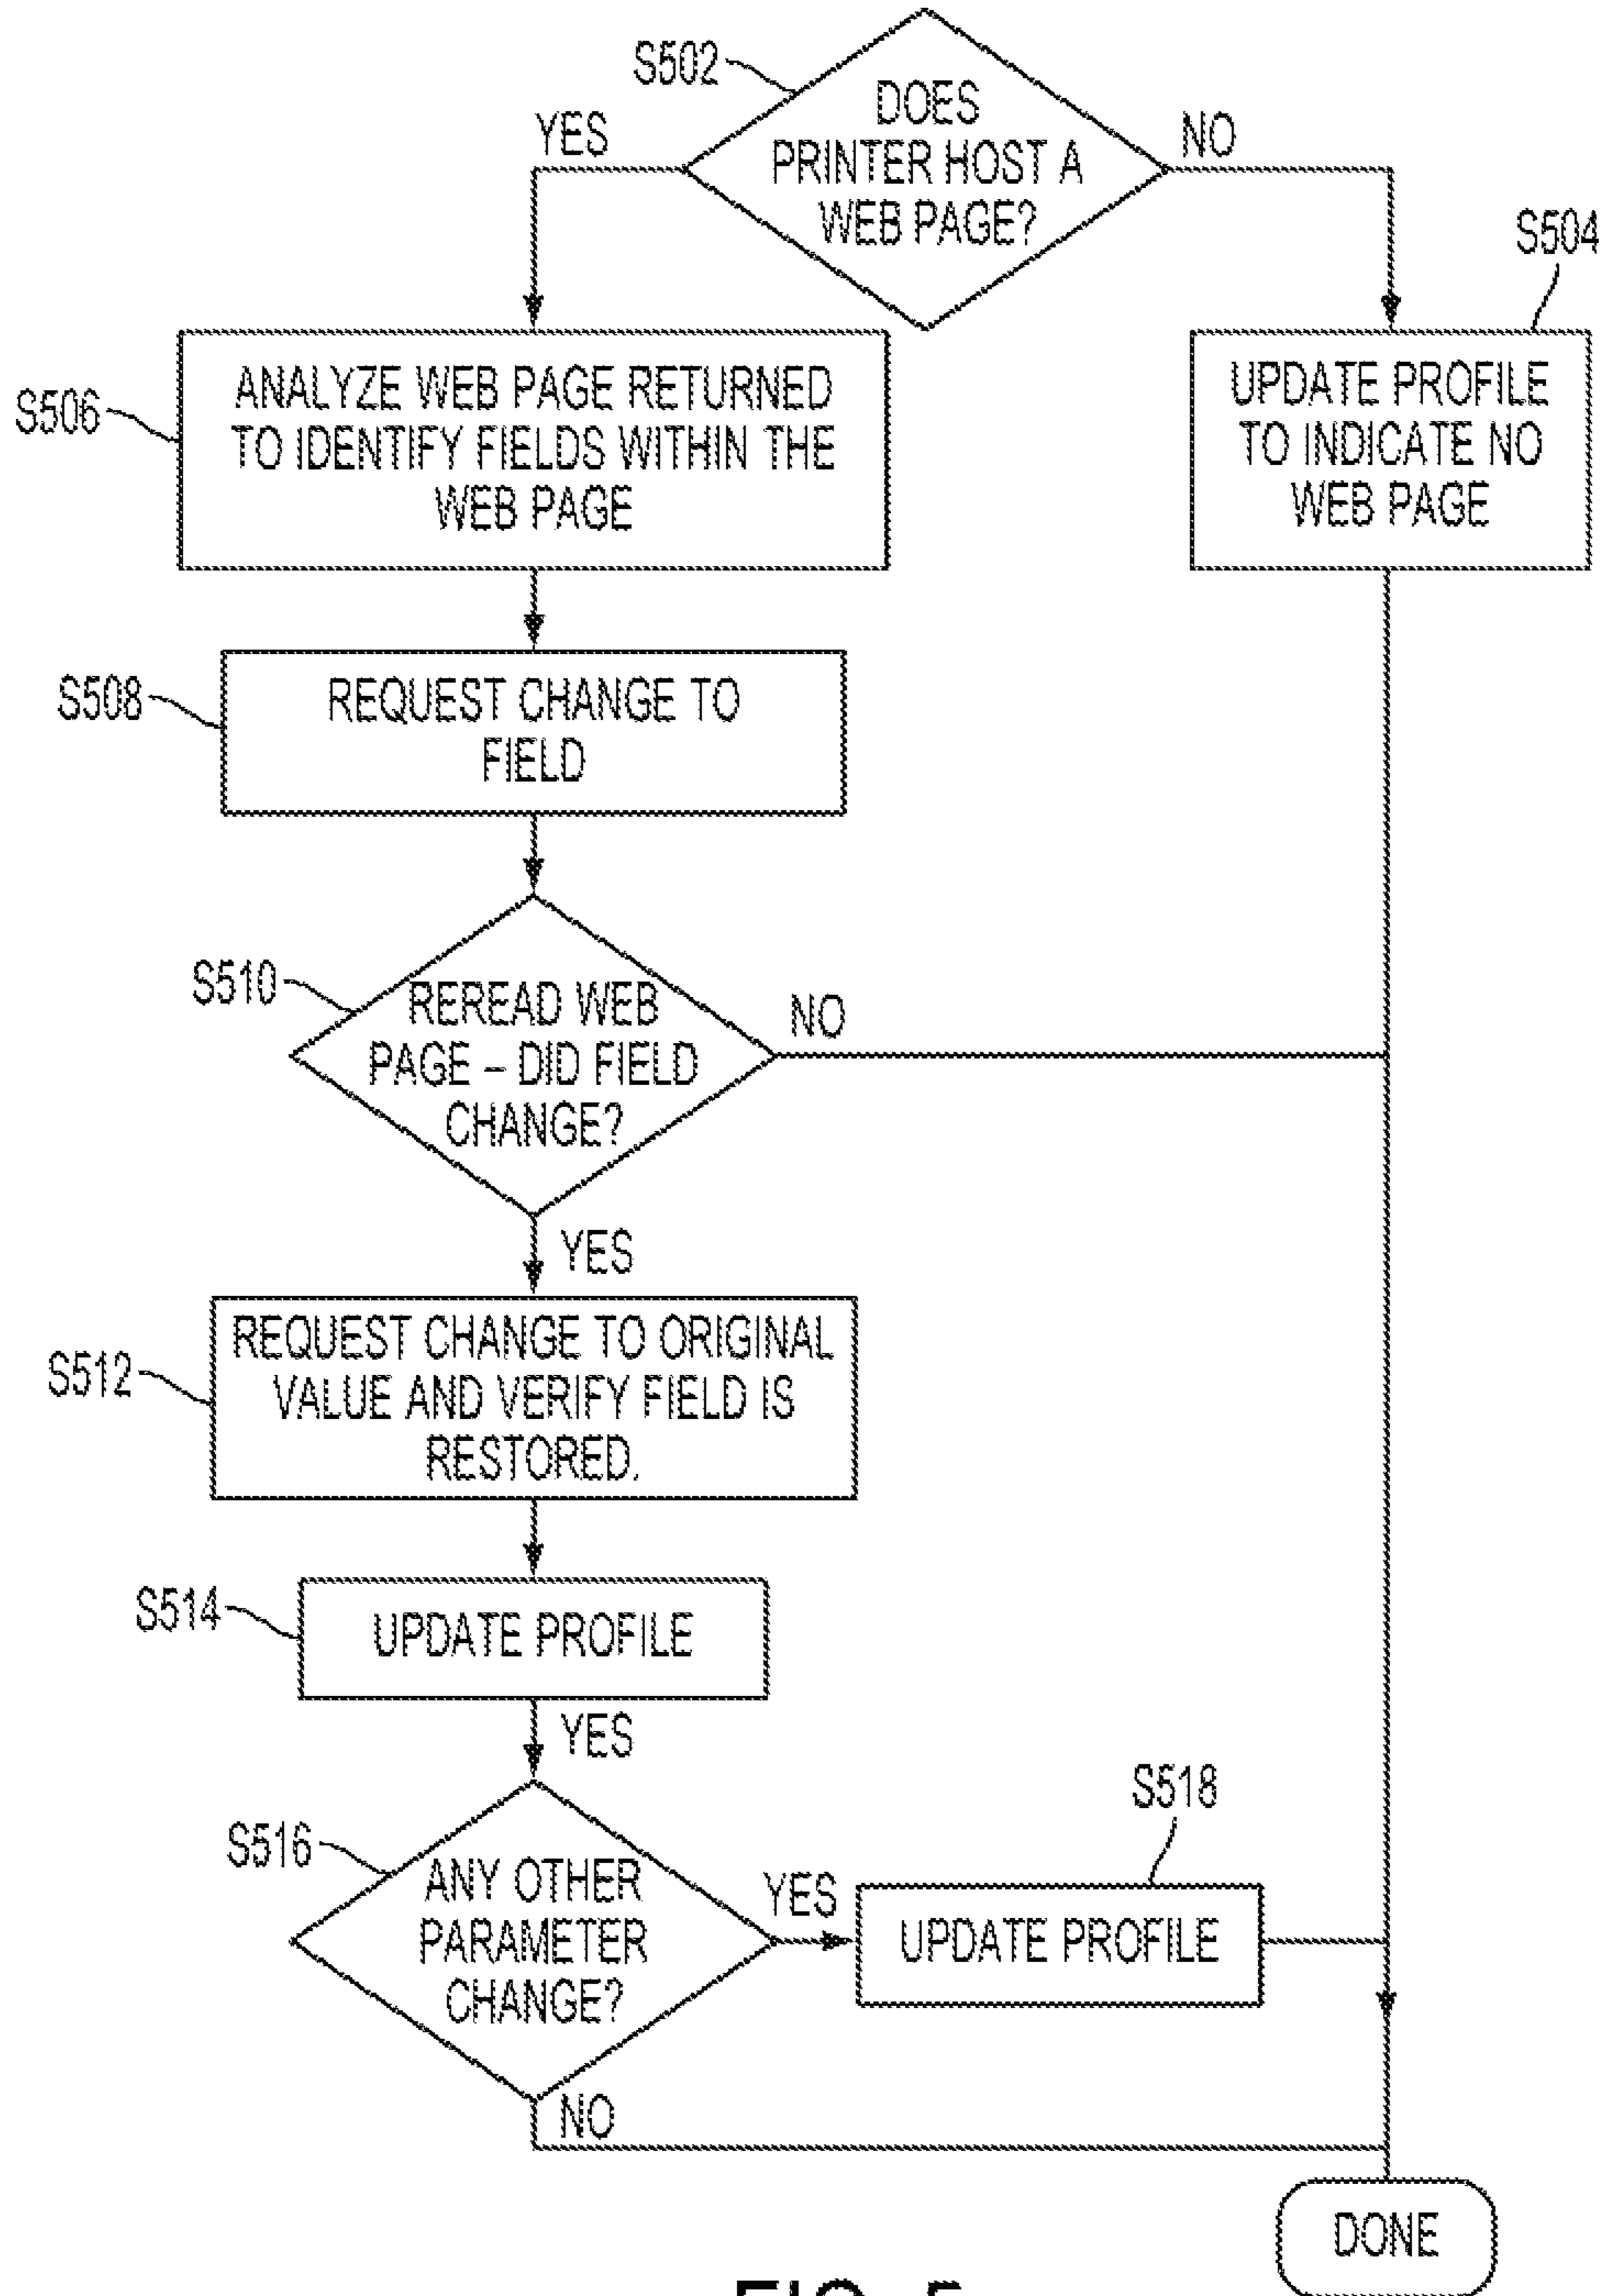 S502
DOES
PRINTER HOST A
WEB PAGE?
YES
NO
S504
UPDATE PROFILE
TO INDICATE NO
WEB PAGE
S506
ANALYZE WEB PAGE RETURNED
TO IDENTIFY FIELDS WITHIN THE
WEB PAGE
S508
REQUEST CHANGE TO
FIELD
S510
REREAD WEB
PAGE – DID FIELD
CHANGE?
NO
YES
S512
REQUEST CHANGE TO ORIGINAL
VALUE AND VERIFY FIELD IS
RESTORED.
S514
UPDATE PROFILE
YES
S516
ANY OTHER
PARAMETER
CHANGE?
YES
S518
UPDATE PROFILE
NO
DONE
FIG. 5